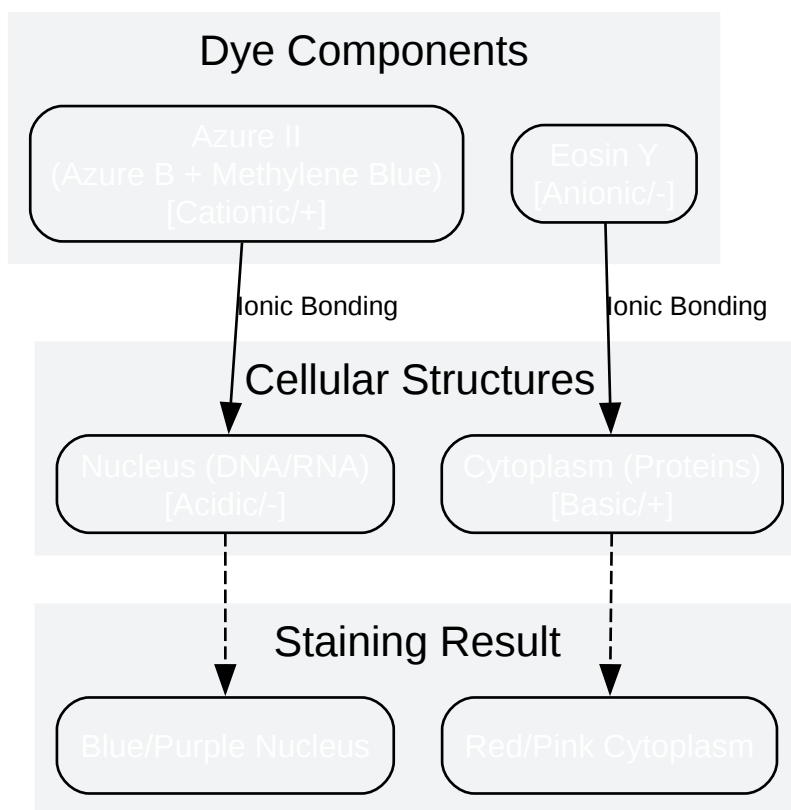 Dye Components
Azure II
(Azure B + Methylene Blue)
[Cationic/+]
Eosin Y
[Anionic/-]
Ionic Bonding
Ionic Bonding
Cellular Structures
Nucleus (DNA/RNA)
[Acidic/-]
Cytoplasm (Proteins)
[Basic/+]
Staining Result
Blue/Purple Nucleus
Red/Pink Cytoplasm